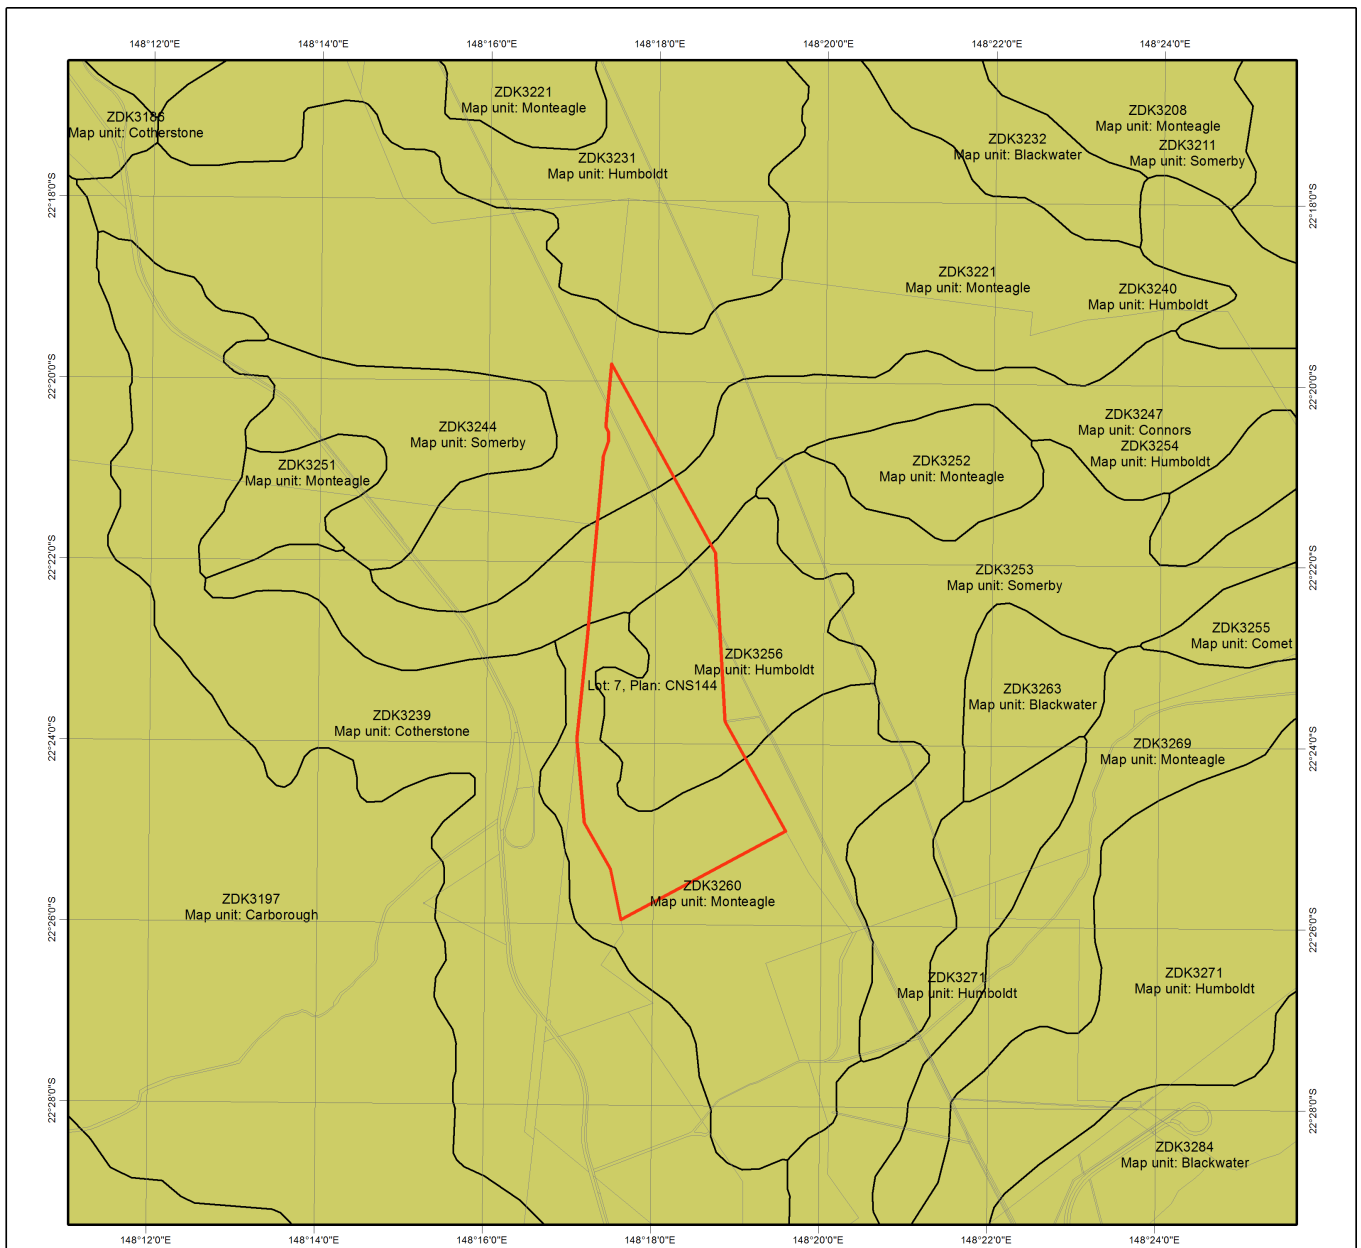 148°12'0"E 148°14'0"E 148°16'0"E 148°18'0"E 148°20'0"E 148°22'0"E 148°24'0"E
ZDK3221
Map unit: Monteagle
ZDK3186
Map unit: Cotherstone
ZDK3208
Map unit: Monteagle
ZDK3232
Map unit: Blackwater
ZDK3211
Map unit: Somerby
ZDK3231
Map unit: Humboldt
22°18'0"S
22°18'0"S
ZDK3221
Map unit: Monteagle
ZDK3240
Map unit: Humboldt
22°20'0"S
22°20'0"S
ZDK3244
Map unit: Somerby
ZDK3247
Map unit: Connors
ZDK3254
Map unit: Humboldt
ZDK3251
Map unit: Monteagle
ZDK3252
Map unit: Monteagle
22°22'0"S
22°22'0"S
ZDK3253
Map unit: Somerby
ZDK3255
Map unit: Comet
ZDK3256
Map unit: Humboldt
Lot: 7, Plan: CNS144
ZDK3263
Map unit: Blackwater
ZDK3239
Map unit: Cotherstone
22°24'0"S
22°24'0"S
ZDK3269
Map unit: Monteagle
ZDK3260
Map unit: Monteagle
ZDK3197
Map unit: Carborough
22°26'0"S
22°26'0"S
ZDK3271
Map unit: Humboldt
ZDK3271
Map unit: Humboldt
22°28'0"S
22°28'0"S
ZDK3284
Map unit: Blackwater
148°12'0"E 148°14'0"E 148°16'0"E 148°18'0"E 148°20'0"E 148°22'0"E 148°24'0"E